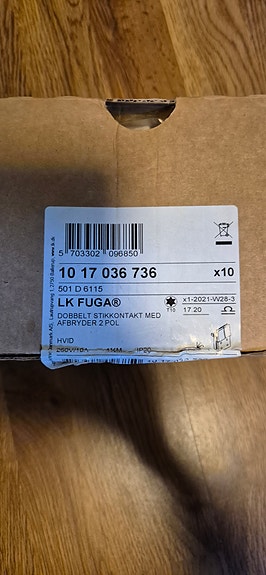 5 703302 096850
10 17 036 736 x10
501 D 6115
LK FUGA®
T10
x1-2021-W28-3
17.20
DOBBELT STIKKONTAKT MED
AFBRYDER 2 POL
HVID